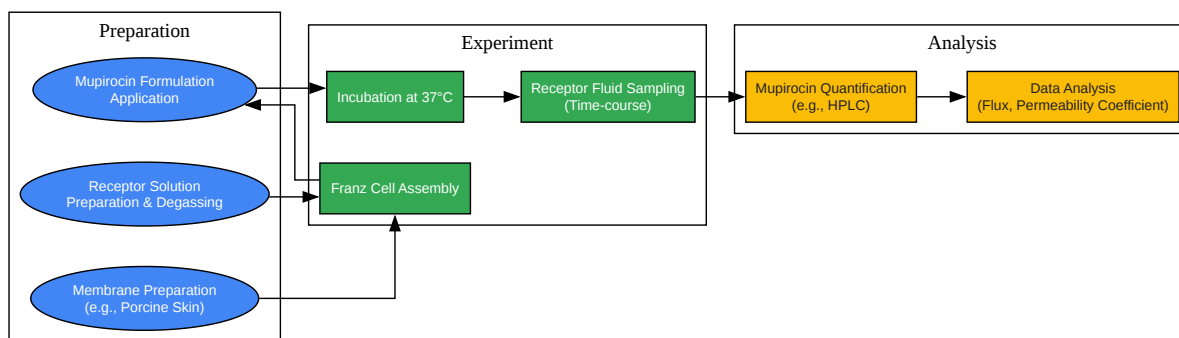 Preparation
Mupirocin Formulation
Application
Receptor Solution
Preparation & Degassing
Membrane Preparation
(e.g., Porcine Skin)
Experiment
Incubation at 37°C
Receptor Fluid Sampling
(Time-course)
Franz Cell Assembly
Analysis
Mupirocin Quantification
(e.g., HPLC)
Data Analysis
(Flux, Permeability Coefficient)